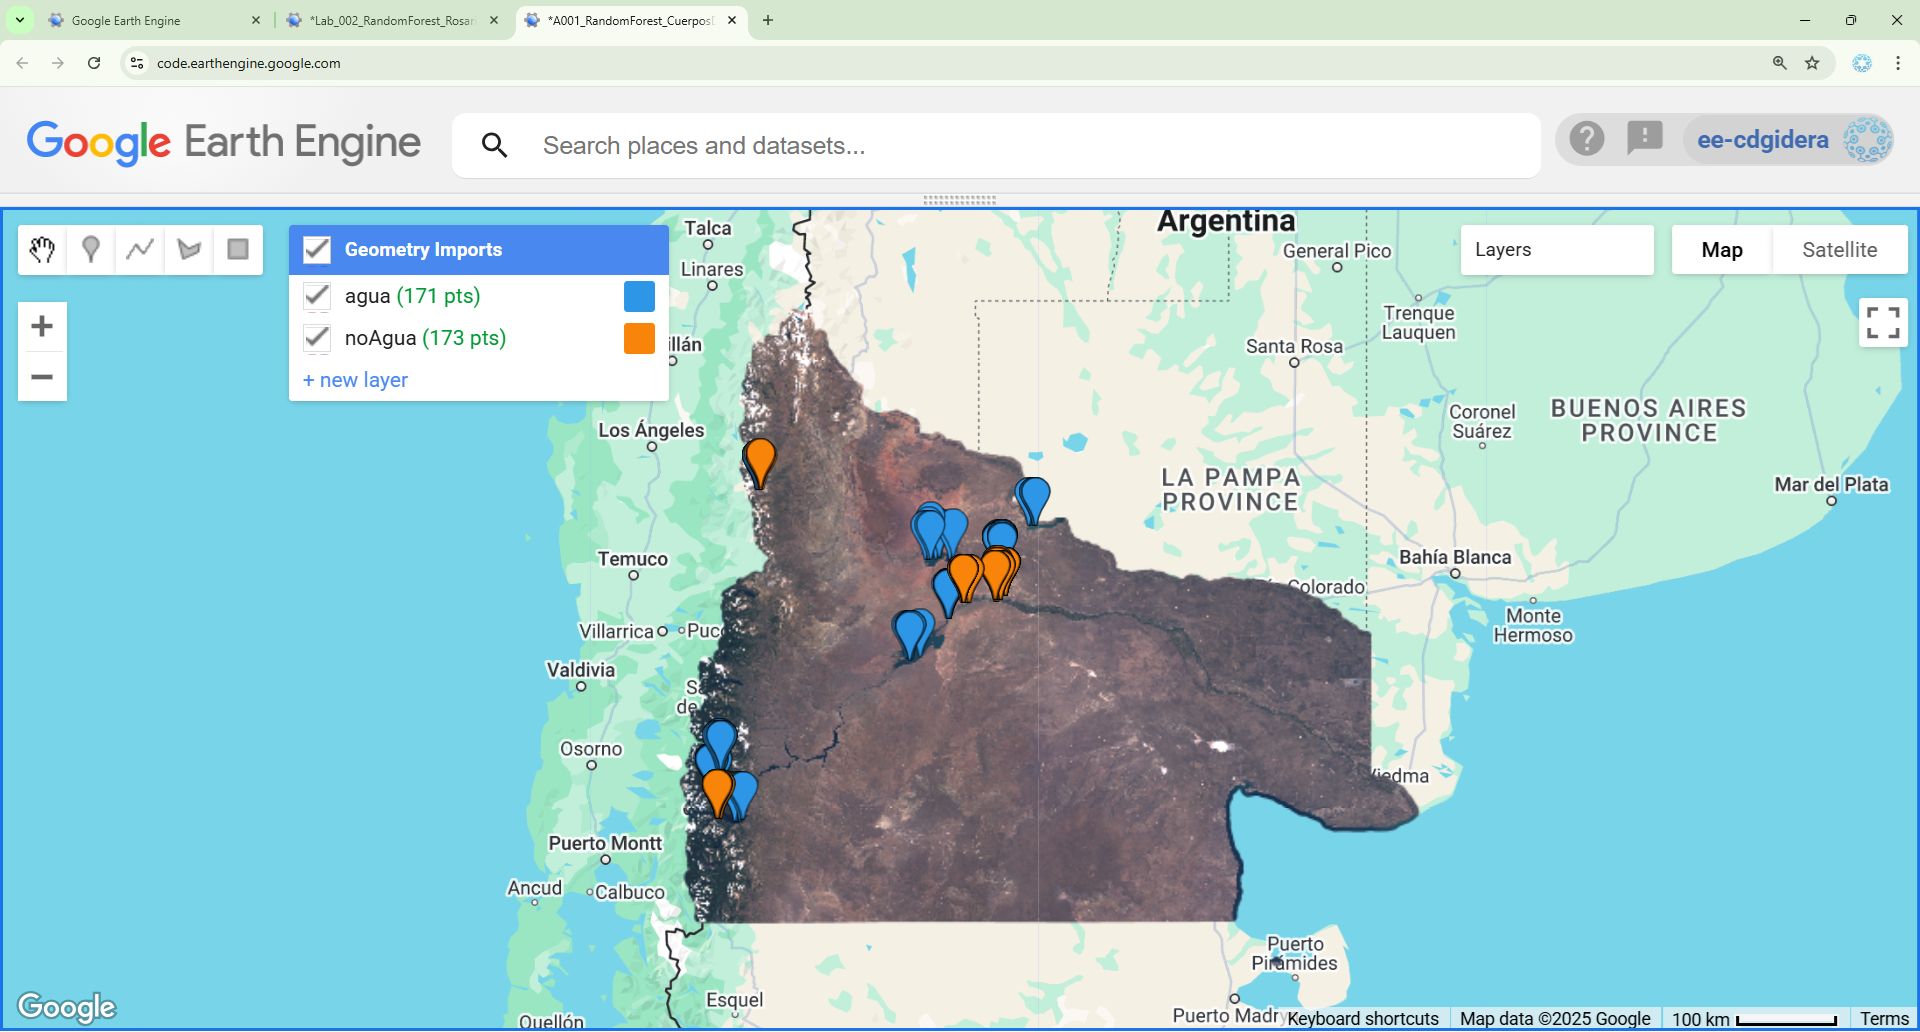 Google Earth Engine
*Lab_002_RandomForest_Rosar
*A001_RandomForest_Cuerpos
code.earthengine.google.com
Google Earth Engine
Search places and datasets...
ee-cdgidera
Geometry Imports
agua (171 pts)
noAgua (173 pts)
+ new layer
Layers
Map
Satellite
Talca
Argentina
General Pico
Linares
Trenque
Lauquen
illán
Santa Rosa
Coronel
Suárez
BUENOS AIRES
PROVINCE
Los Ángeles
LA PAMPA
PROVINCE
Mar del Plata
Temuco
Bahía Blanca
Colorado
Monte
Hermoso
Villarrica
Puco
Valdivia
Sa
de
Osorno
Viedma
Puerto Montt
Ancud
Calbuco
Puerto
Pirámides
Esquel
Puerto Madry
Quellón
Google
Keyboard shortcuts
Map data ©2025 Google
100 km
Terms